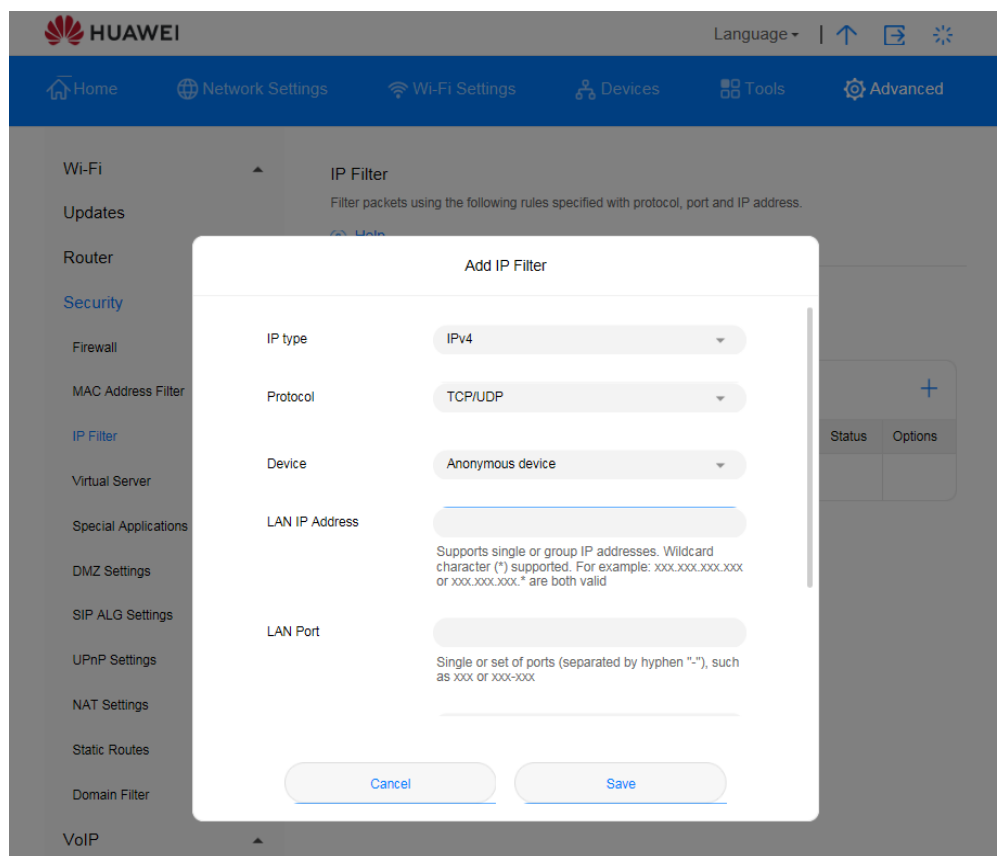 HUAWEI
Language
Home
Network Settings
Wi-Fi Settings
Devices
Tools
Advanced
Wi-Fi
Updates
Router
Security
Firewall
MAC Address Filter
IP Filter
Virtual Server
Special Applications
DMZ Settings
SIP ALG Settings
UPnP Settings
NAT Settings
Static Routes
Domain Filter
VoIP
IP Filter
Filter packets using the following rules specified with protocol, port and IP address.
Help
Status
Options
Add IP Filter
IP type
IPv4
Protocol
TCP/UDP
Device
Anonymous device
LAN IP Address
Supports single or group IP addresses. Wildcard
character (*) supported. For example: xxx.xxx.xxx.xxx
or xxx.xxx.xxx.* are both valid
LAN Port
Single or set of ports (separated by hyphen "-"), such
as xxx or xxx-xxx
Cancel
Save